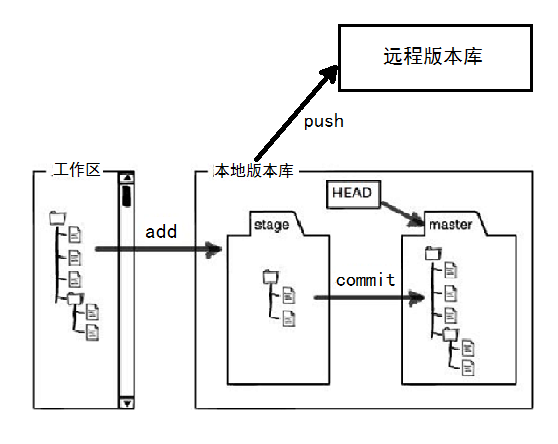 远程版本库
push
工作区
本地版本库
HEAD
add
stage
master
commit